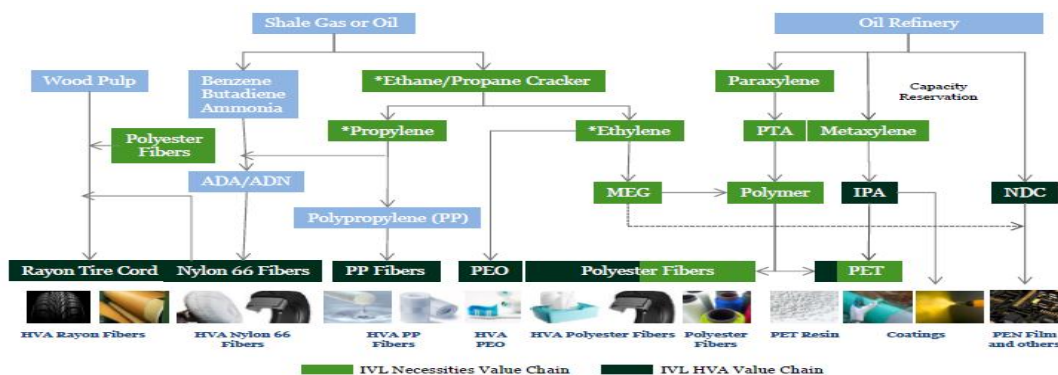 Shale Gas or Oil
Oil Refinery
Wood Pulp
Benzene
Butadiene
Ammonia
*Ethane/Propane Cracker
Paraxylene
Capacity
Reservation
Polyester
Fibers
*Propylene
*Ethylene
PTA
Metaxylene
ADA/ADN
MEG
Polymer
IPA
NDC
Polypropylene (PP)
Rayon Tire Cord
Nylon 66 Fibers
PP Fibers
PEO
Polyester Fibers
PET
HVA Rayon Fibers
HVA Nylon 66
Fibers
HVA PP
Fibers
HVA
PEO
HVA Polyester Fibers
Polyester
Fibers
PET Resin
Coatings
PEN Film
and others
IVL Necessities Value Chain
IVL HVA Value Chain